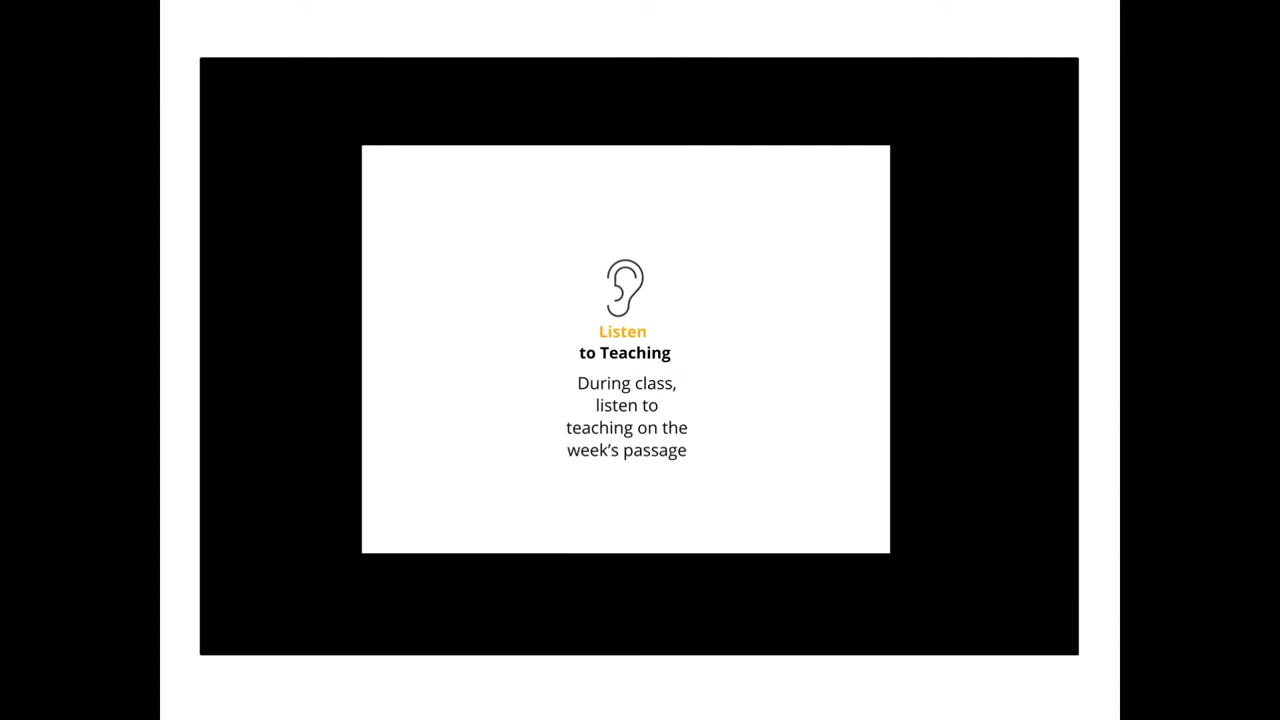 Listen
to Teaching
During class,
listen to
teaching on the
week’s passage